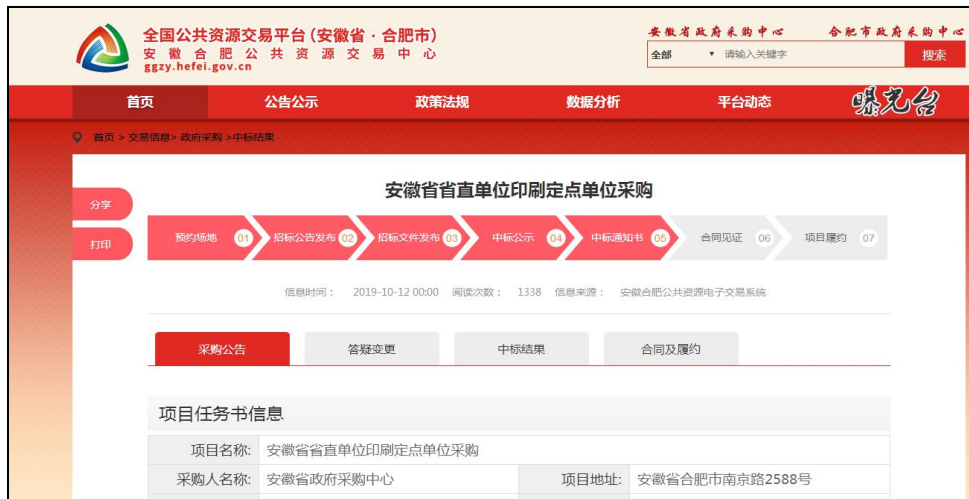 全国公共资源交易平台(安徽省·合肥市)
安徽合肥公共资源交易中心
ggzy.hefei.gov.cn
安徽省政府采购中心 合肥市政府采购中心
全部 ▼ 请输入关键字 搜索
首页 公告公示 政策法规 数据分析 平台动态 曝光台
首页 > 交易信息> 政府采购 >中标结果
安徽省省直单位印刷定点单位采购
分享
预约场地 01 招标公告发布 02 招标文件发布 03 中标公示 04 中标通知书 05 合同见证 06 项目履约 07
打印
信息时间: 2019-10-12 00:00 阅读次数: 1338 信息来源: 安徽合肥公共资源电子交易系统
采购公告 答疑变更 中标结果 合同及履约
项目任务书信息
项目名称: 安徽省省直单位印刷定点单位采购
采购人名称: 安徽省政府采购中心 项目地址: 安徽省合肥市南京路2588号